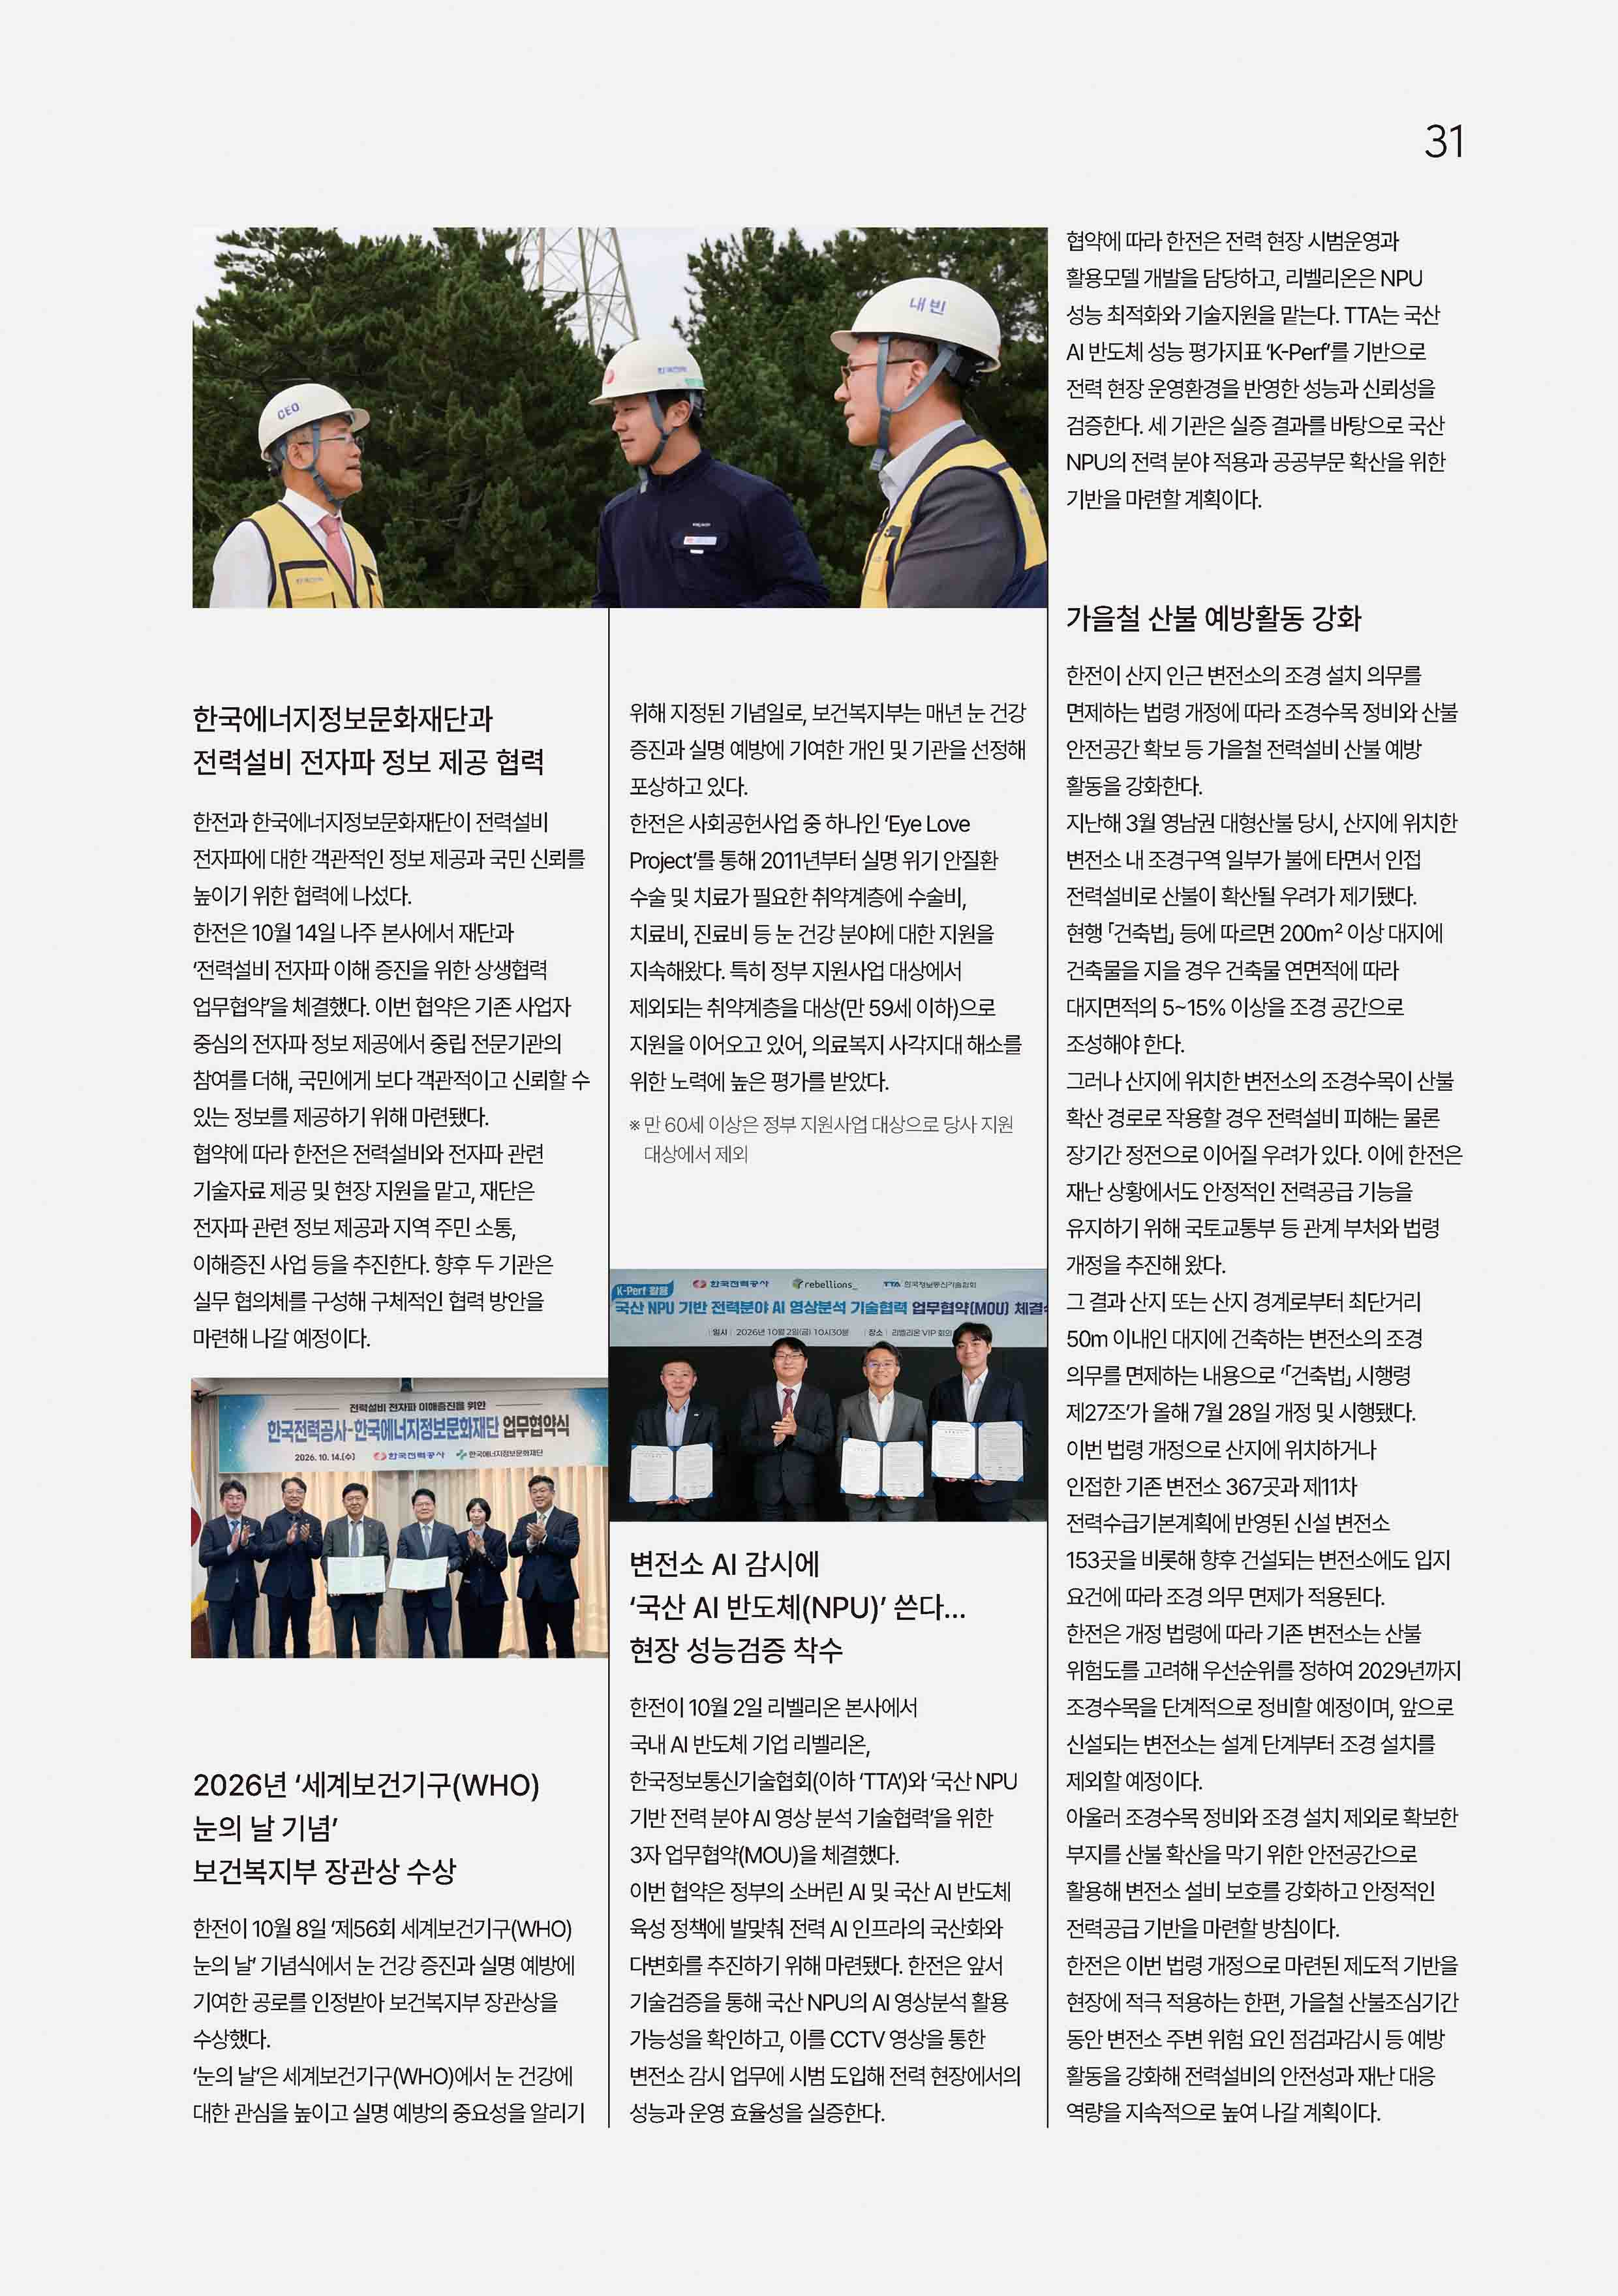 31
CEO
내빈
한국에너지정보문화재단과
전력설비 전자파 정보 제공 협력
한전과 한국에너지정보문화재단이 전력설비
전자파에 대한 객관적인 정보 제공과 국민 신뢰를
높이기 위한 협력에 나섰다.
한전은 10월 14일 나주 본사에서 재단과
‘전력설비 전자파 이해 증진을 위한 상생협력
업무협약’을 체결했다. 이번 협약은 기존 사업자
중심의 전자파 정보 제공에서 중립 전문기관의
참여를 더해, 국민에게 보다 객관적이고 신뢰할 수
있는 정보를 제공하기 위해 마련됐다.
협약에 따라 한전은 전력설비와 전자파 관련
기술자료 제공 및 현장 지원을 맡고, 재단은
전자파 관련 정보 제공과 지역 주민 소통,
이해증진 사업 등을 추진한다. 향후 두 기관은
실무 협의체를 구성해 구체적인 협력 방안을
마련해 나갈 예정이다.
전력설비 전자파 이해증진을 위한
한국전력공사-한국에너지정보문화재단 업무협약식
2026. 10. 14.(수) 한국전력공사 한국에너지정보문화재단
2026년 ‘세계보건기구(WHO)
눈의 날 기념’
보건복지부 장관상 수상
한전이 10월 8일 ‘제56회 세계보건기구(WHO)
눈의 날’ 기념식에서 눈 건강 증진과 실명 예방에
기여한 공로를 인정받아 보건복지부 장관상을
수상했다.
‘눈의 날’은 세계보건기구(WHO)에서 눈 건강에
대한 관심을 높이고 실명 예방의 중요성을 알리기
위해 지정된 기념일로, 보건복지부는 매년 눈 건강
증진과 실명 예방에 기여한 개인 및 기관을 선정해
포상하고 있다.
한전은 사회공헌사업 중 하나인 ‘Eye Love
Project’를 통해 2011년부터 실명 위기 안질환
수술 및 치료가 필요한 취약계층에 수술비,
치료비, 진료비 등 눈 건강 분야에 대한 지원을
지속해왔다. 특히 정부 지원사업 대상에서
제외되는 취약계층을 대상(만 59세 이하)으로
지원을 이어오고 있어, 의료복지 사각지대 해소를
위한 노력에 높은 평가를 받았다.
※ 만 60세 이상은 정부 지원사업 대상으로 당사 지원
대상에서 제외
K-Perf 활용 한국전력공사 rebellions_ TTA 한국정보통신기술협회
국산 NPU 기반 전력분야 AI 영상분석 기술협력 업무협약(MOU) 체결
일시 2026년 10월 2일(금) 10시30분 장소 리벨리온 VIP 회의
변전소 AI 감시에
‘국산 AI 반도체(NPU)’ 쓴다...
현장 성능검증 착수
한전이 10월 2일 리벨리온 본사에서
국내 AI 반도체 기업 리벨리온,
한국정보통신기술협회(이하 ‘TTA’)와 ‘국산 NPU
기반 전력 분야 AI 영상 분석 기술협력’을 위한
3자 업무협약(MOU)을 체결했다.
이번 협약은 정부의 소버린 AI 및 국산 AI 반도체
육성 정책에 발맞춰 전력 AI 인프라의 국산화와
다변화를 추진하기 위해 마련됐다. 한전은 앞서
기술검증을 통해 국산 NPU의 AI 영상분석 활용
가능성을 확인하고, 이를 CCTV 영상을 통한
변전소 감시 업무에 시범 도입해 전력 현장에서의
성능과 운영 효율성을 실증한다.
협약에 따라 한전은 전력 현장 시범운영과
활용모델 개발을 담당하고, 리벨리온은 NPU
성능 최적화와 기술지원을 맡는다. TTA는 국산
AI 반도체 성능 평가지표 ‘K-Perf’를 기반으로
전력 현장 운영환경을 반영한 성능과 신뢰성을
검증한다. 세 기관은 실증 결과를 바탕으로 국산
NPU의 전력 분야 적용과 공공부문 확산을 위한
기반을 마련할 계획이다.
가을철 산불 예방활동 강화
한전이 산지 인근 변전소의 조경 설치 의무를
면제하는 법령 개정에 따라 조경수목 정비와 산불
안전공간 확보 등 가을철 전력설비 산불 예방
활동을 강화한다.
지난해 3월 영남권 대형산불 당시, 산지에 위치한
변전소 내 조경구역 일부가 불에 타면서 인접
전력설비로 산불이 확산될 우려가 제기됐다.
현행 「건축법」 등에 따르면 200m² 이상 대지에
건축물을 지을 경우 건축물 연면적에 따라
대지면적의 5~15% 이상을 조경 공간으로
조성해야 한다.
그러나 산지에 위치한 변전소의 조경수목이 산불
확산 경로로 작용할 경우 전력설비 피해는 물론
장기간 정전으로 이어질 우려가 있다. 이에 한전은
재난 상황에서도 안정적인 전력공급 기능을
유지하기 위해 국토교통부 등 관계 부처와 법령
개정을 추진해 왔다.
그 결과 산지 또는 산지 경계로부터 최단거리
50m 이내인 대지에 건축하는 변전소의 조경
의무를 면제하는 내용으로 ‘「건축법」 시행령
제27조’가 올해 7월 28일 개정 및 시행됐다.
이번 법령 개정으로 산지에 위치하거나
인접한 기존 변전소 367곳과 제11차
전력수급기본계획에 반영된 신설 변전소
153곳을 비롯해 향후 건설되는 변전소에도 입지
요건에 따라 조경 의무 면제가 적용된다.
한전은 개정 법령에 따라 기존 변전소는 산불
위험도를 고려해 우선순위를 정하여 2029년까지
조경수목을 단계적으로 정비할 예정이며, 앞으로
신설되는 변전소는 설계 단계부터 조경 설치를
제외할 예정이다.
아울러 조경수목 정비와 조경 설치 제외로 확보한
부지를 산불 확산을 막기 위한 안전공간으로
활용해 변전소 설비 보호를 강화하고 안정적인
전력공급 기반을 마련할 방침이다.
한전은 이번 법령 개정으로 마련된 제도적 기반을
현장에 적극 적용하는 한편, 가을철 산불조심기간
동안 변전소 주변 위험 요인 점검과감시 등 예방
활동을 강화해 전력설비의 안전성과 재난 대응
역량을 지속적으로 높여 나갈 계획이다.